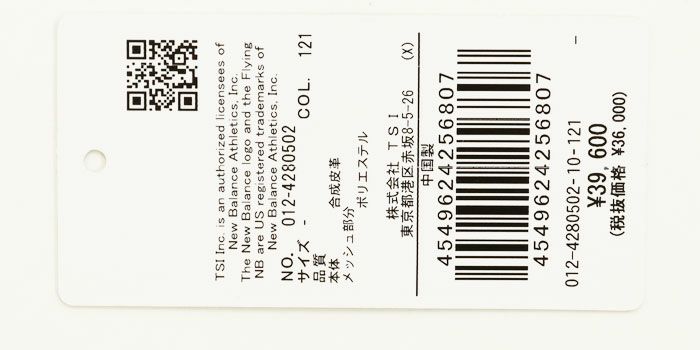 TSI Inc. is an authorized licensees of
New Balance Athletics, Inc.
The New Balance logo and the Flying
NB are US registered trademarks of
New Balance Athletics, Inc.
NO. 012-4280502 COL. 121
サイズ -
品質
本体 合成皮革
メッシュ部分
ポリエステル
株式会社 TSI
東京都港区赤坂8-5-26 (X)
中国製
4549624256807
4549624256807
012-4280502-10-121 -
¥39,600
(税抜価格 ¥36,000)